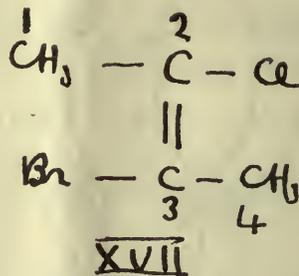 1 2
CH3 — C — Cl
||
Br — C — CH3
3 4
XVII